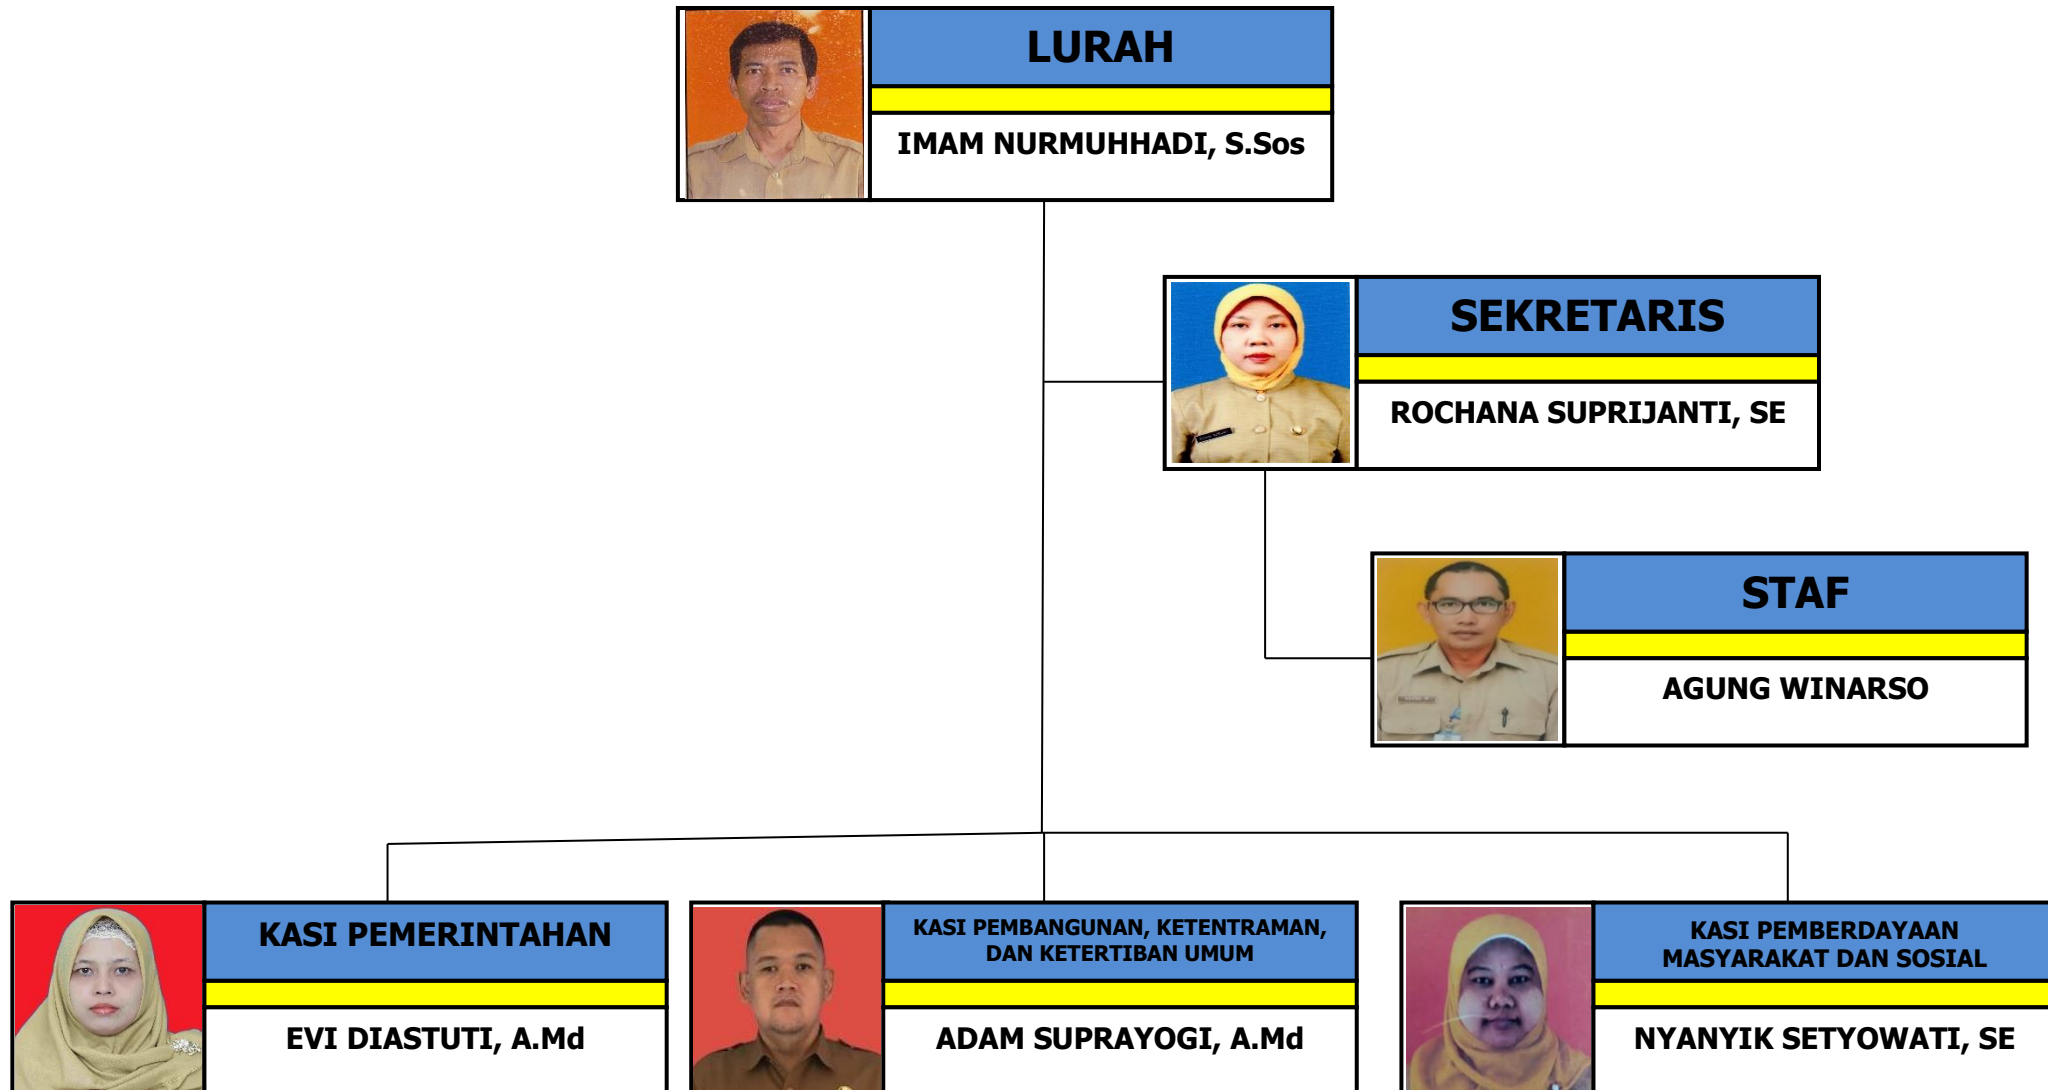 LURAH
IMAM NURMUHHADI, S.Sos
SEKRETARIS
ROCHANA SUPRIJANTI, SE
STAF
AGUNG WINARSO
KASI PEMERINTAHAN
EVI DIASTUTI, A.Md
KASI PEMBANGUNAN, KETENTRAMAN,
DAN KETERTIBAN UMUM
ADAM SUPRAYOGI, A.Md
KASI PEMBERDAYAAN
MASYARAKAT DAN SOSIAL
NYANYIK SETYOWATI, SE